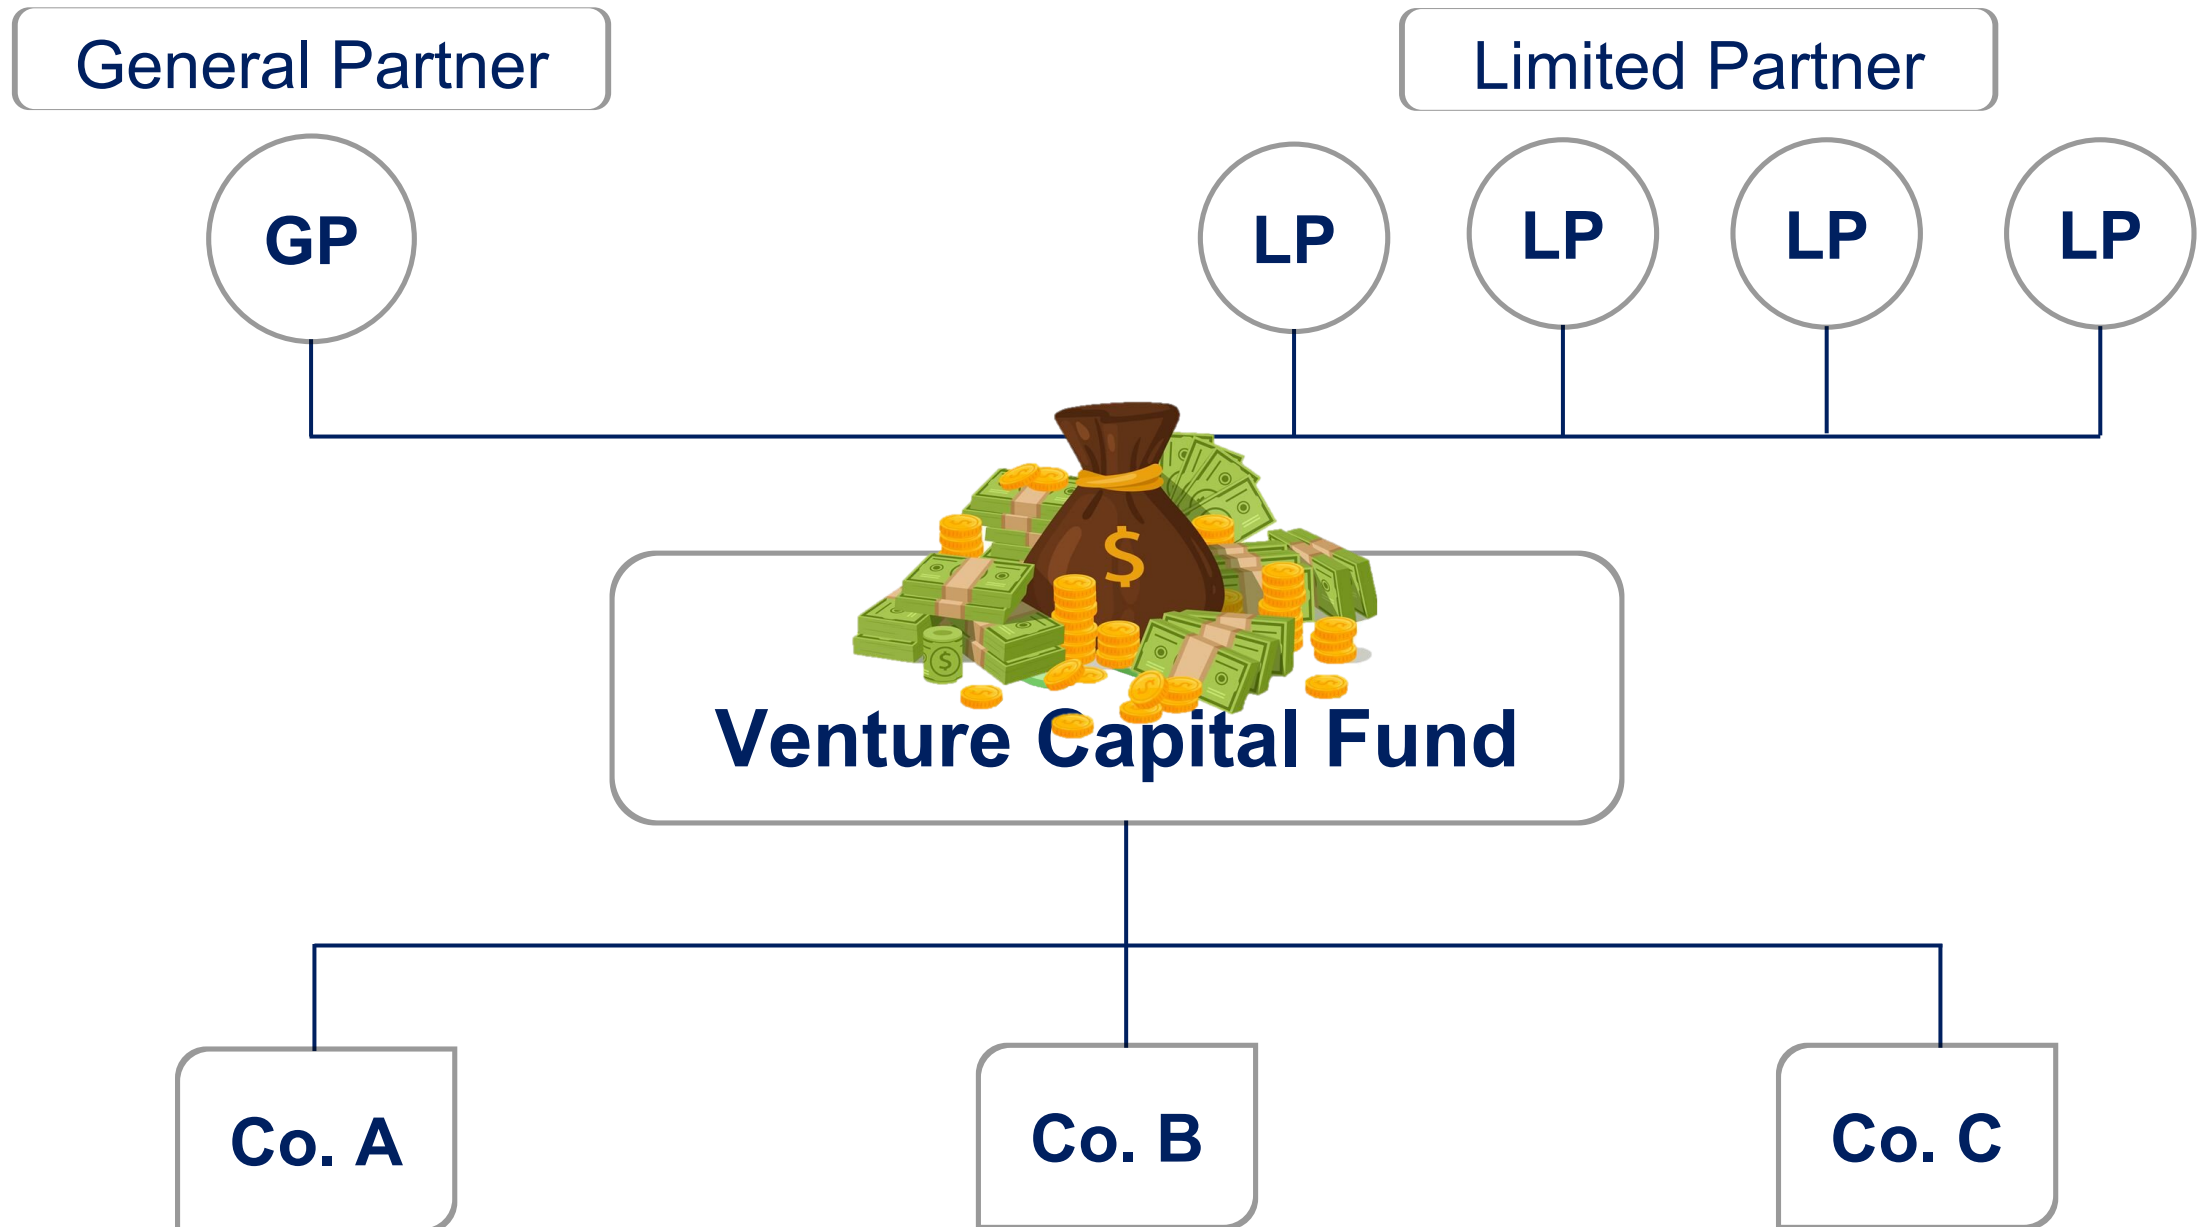 General Partner
Limited Partner
GP
LP
LP
LP
LP
$
$
Venture Capital Fund
Co. A
Co. B
Co. C